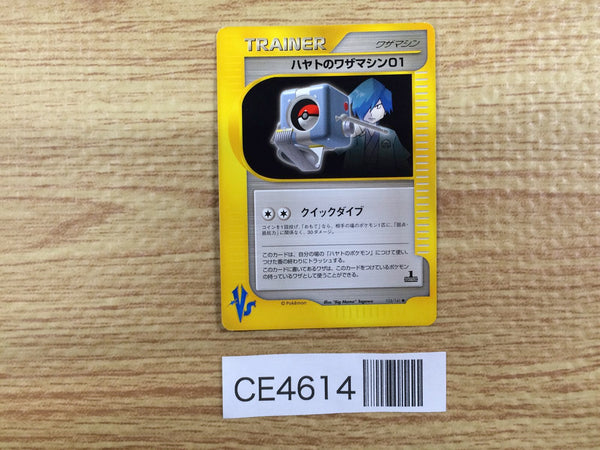 TRAINER
ワザマシン
ハヤトのワザマシン01
クイックダイブ
コインを1回投げ、「おもて」なら、相手の場のポケモン1匹に、「弱点・
抵抗力」に関係なく、30ダメージ。
このカードは、自分の場の「ハヤトのポケモン」につけて使い、
つけた番の終わりにトラッシュする。
このカードに書いてあるワザは、このカードをつけているポケモン
の持っているワザとして使うことができる。
1
VS
©Pokémon
Illus. "Big Mama" Tagawa
CE4614